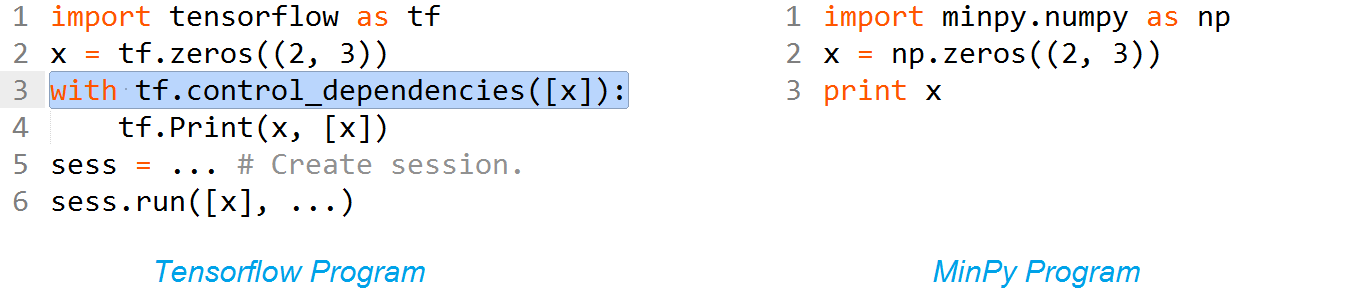 1 import tensorflow as tf
2 x = tf.zeros((2, 3))
3 with tf.control_dependencies([x]):
4     tf.Print(x, [x])
5 sess = ... # Create session.
6 sess.run([x], ...)
Tensorflow Program
1 import minpy.numpy as np
2 x = np.zeros((2, 3))
3 print x
MinPy Program